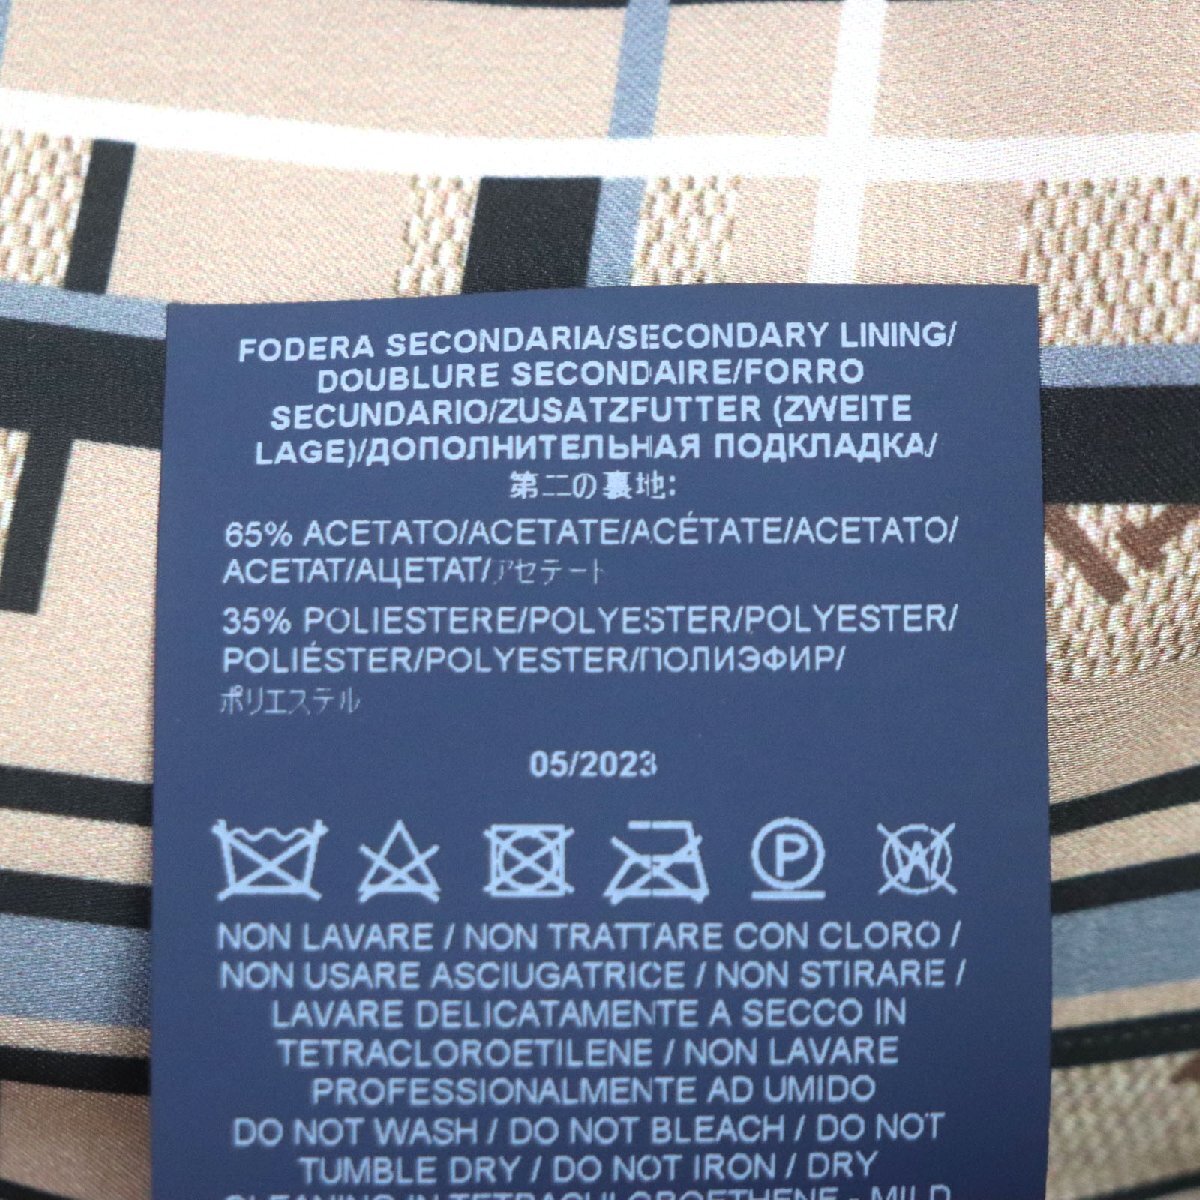 FODERA SECONDARIA/SECONDARY LINING/
DOUBLURE SECONDAIRE/FORRO
SECUNDARIO/ZUSATZFUTTER (ZWEITE
LAGE)/ДОПОЛНИТЕЛЬНАЯ ПОДКЛАДКА/
第二の裏地:
65% ACETATO/ACETATE/ACÉTATE/ACETATO/
ACETAT/АЦЕТАТ/アセテート
35% POLIESTERE/POLYESTER/POLYESTER/
POLIÉSTER/POLYESTER/ПОЛИЭФИР/
ポリエステル
05/2023
P
W
NON LAVARE / NON TRATTARE CON CLORO /
NON USARE ASCIUGATRICE / NON STIRARE /
LAVARE DELICATAMENTE A SECCO IN
TETRACLOROETILENE / NON LAVARE
PROFESSIONALMENTE AD UMIDO
DO NOT WASH / DO NOT BLEACH / DO NOT
TUMBLE DRY / DO NOT IRON / DRY
CLEANING IN TETRACHLOROETHENE - MILD